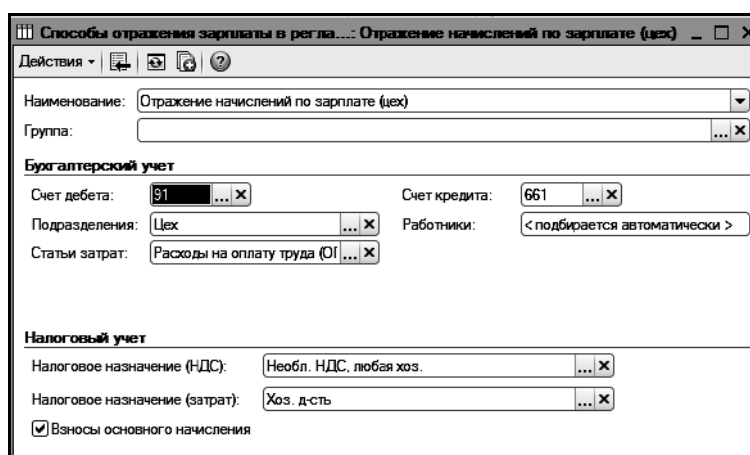 Способы отражения зарплаты в регла...: Отражение начислений по зарплате (цех)
Действия
Наименование: Отражение начислений по зарплате (цех)
Группа: ...
Бухгалтерский учет
Счет дебета: 91 ... Счет кредита: 661 ...
Подразделения: Цех ... Работники: < подбирается автоматически >
Статьи затрат: Расходы на оплату труда (ОГ ...
Налоговый учет
Налоговое назначение (НДС): Необл. НДС, любая хоз. ...
Налоговое назначение (затрат): Хоз. д-сть ...
Взносы основного начисления